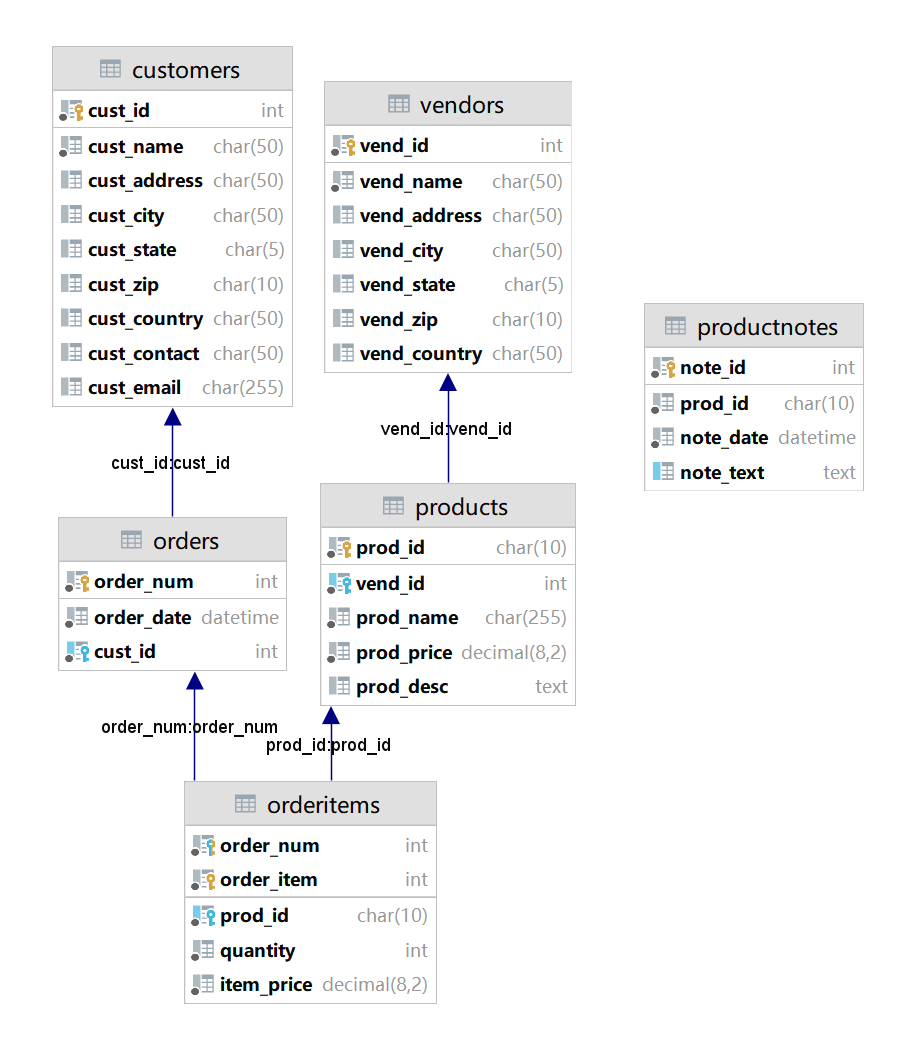 customers
cust_id int
cust_name char(50)
cust_address char(50)
cust_city char(50)
cust_state char(5)
cust_zip char(10)
cust_country char(50)
cust_contact char(50)
cust_email char(255)
vendors
vend_id int
vend_name char(50)
vend_address char(50)
vend_city char(50)
vend_state char(5)
vend_zip char(10)
vend_country char(50)
productnotes
note_id int
prod_id char(10)
note_date datetime
note_text text
cust_id:cust_id
vend_id:vend_id
orders
order_num int
order_date datetime
cust_id int
products
prod_id char(10)
vend_id int
prod_name char(255)
prod_price decimal(8,2)
prod_desc text
order_num:order_num
prod_id:prod_id
orderitems
order_num int
order_item int
prod_id char(10)
quantity int
item_price decimal(8,2)